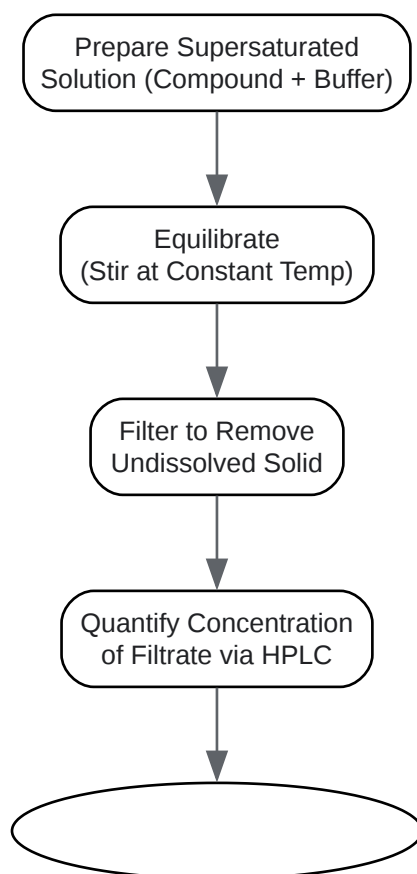 Prepare Supersaturated
Solution (Compound + Buffer)
Equilibrate
(Stir at Constant Temp)
Filter to Remove
Undissolved Solid
Quantify Concentration
of Filtrate via HPLC